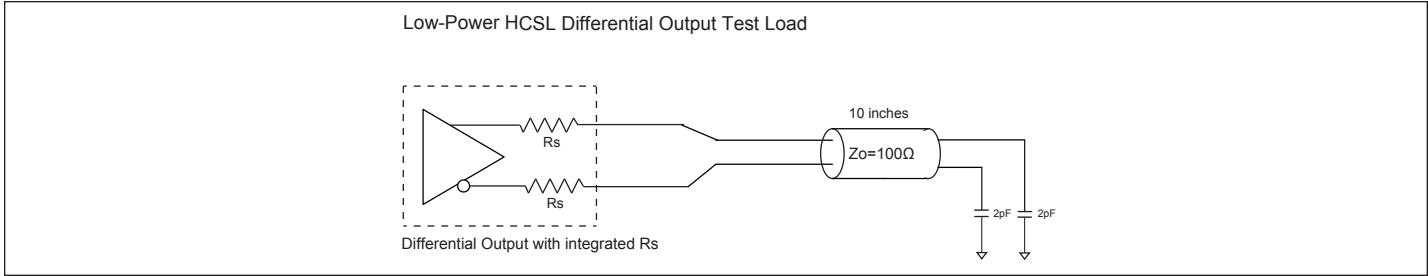 Low-Power HCSL Differential Output Test Load
10 inches
Rs
Zo=100Ω
Rs
2pF
2pF
Differential Output with integrated Rs